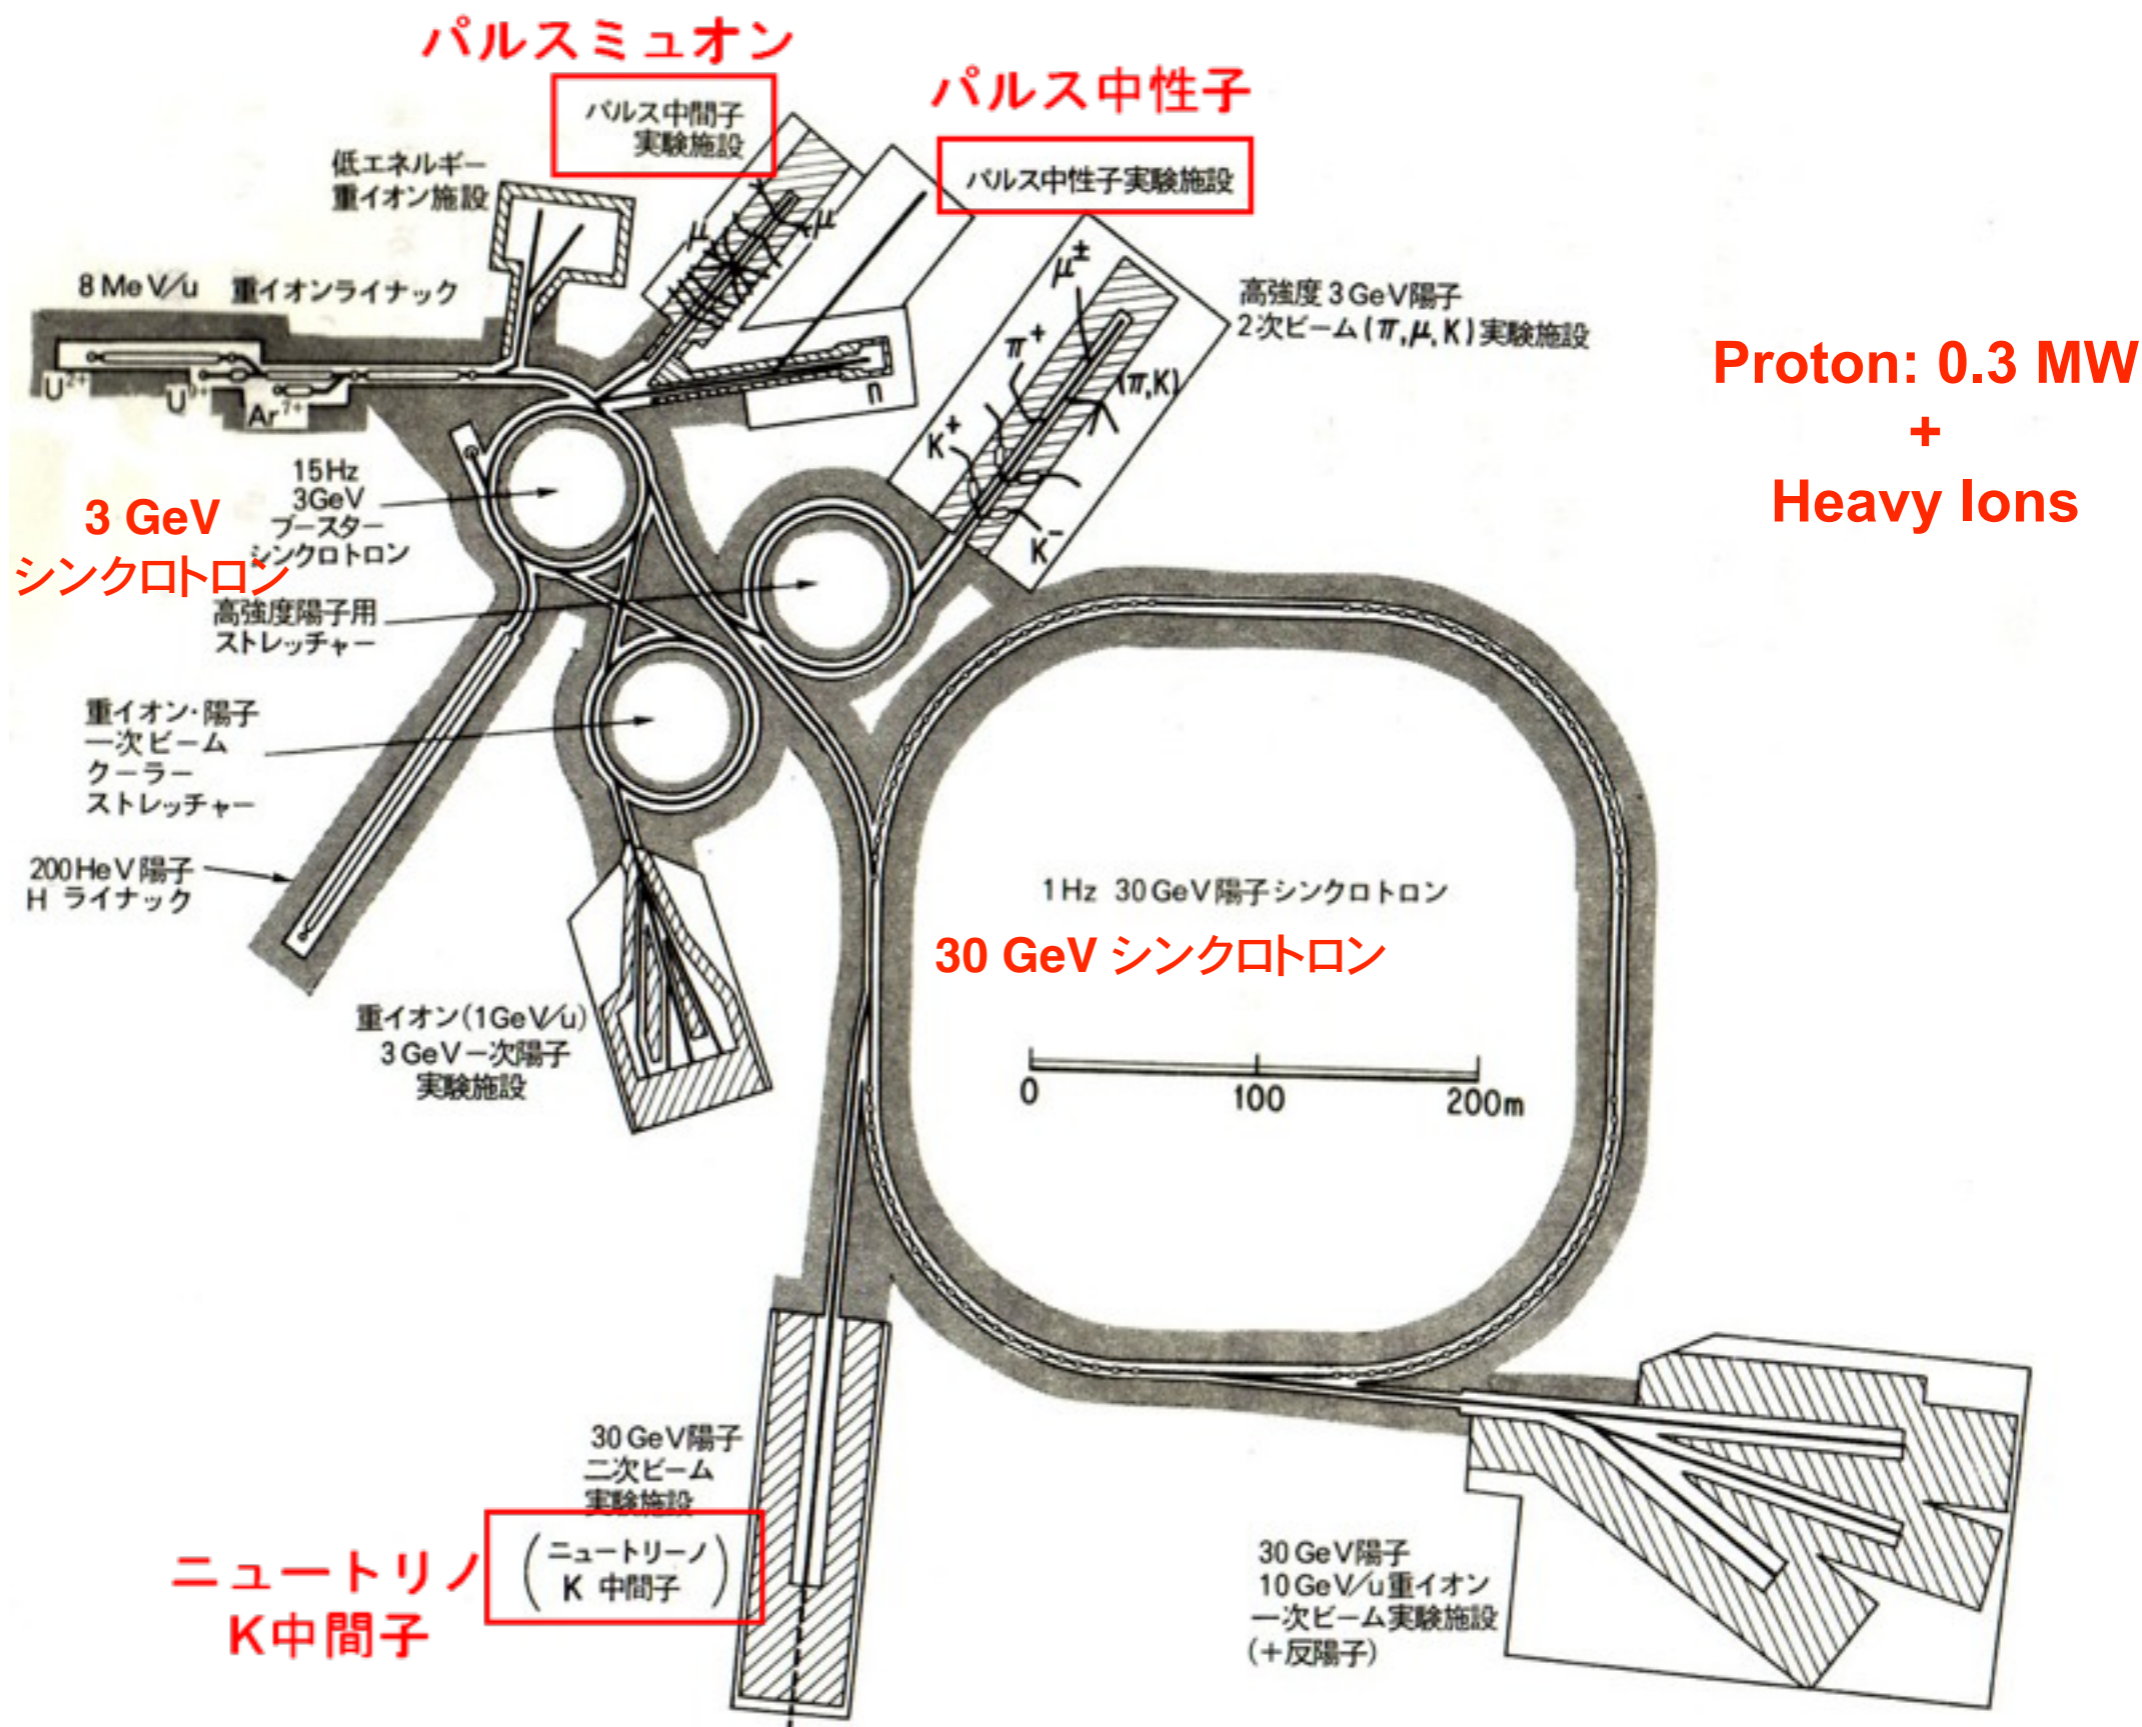 パルスミュオン
パルス中間子
実験施設
パルス中性子
パルス中性子実験施設
低エネルギー
重イオン施設
8 MeV/u 重イオンライナック
U²⁺
U⁹⁺
Ar⁷⁺
μ
μ
n
μ±
π⁺
(π,K)
K⁺
K⁻
高強度 3 GeV陽子
2次ビーム(π,μ,K)実験施設
Proton: 0.3 MW
+
Heavy Ions
15Hz
3GeV
ブースター
シンクロトロン
3 GeV
シンクロトロン
高強度陽子用
ストレッチャー
重イオン・陽子
一次ビーム
クーラー
ストレッチャー
200HeV陽子
H ライナック
重イオン(1GeV/u)
3 GeV一次陽子
実験施設
1Hz 30GeV陽子シンクロトロン
30 GeV シンクロトロン
0 100 200m
30 GeV陽子
二次ビーム
実験施設
(ニュートリーノ
K 中間子)
ニュートリノ
K中間子
30 GeV陽子
10GeV/u重イオン
一次ビーム実験施設
(+反陽子)